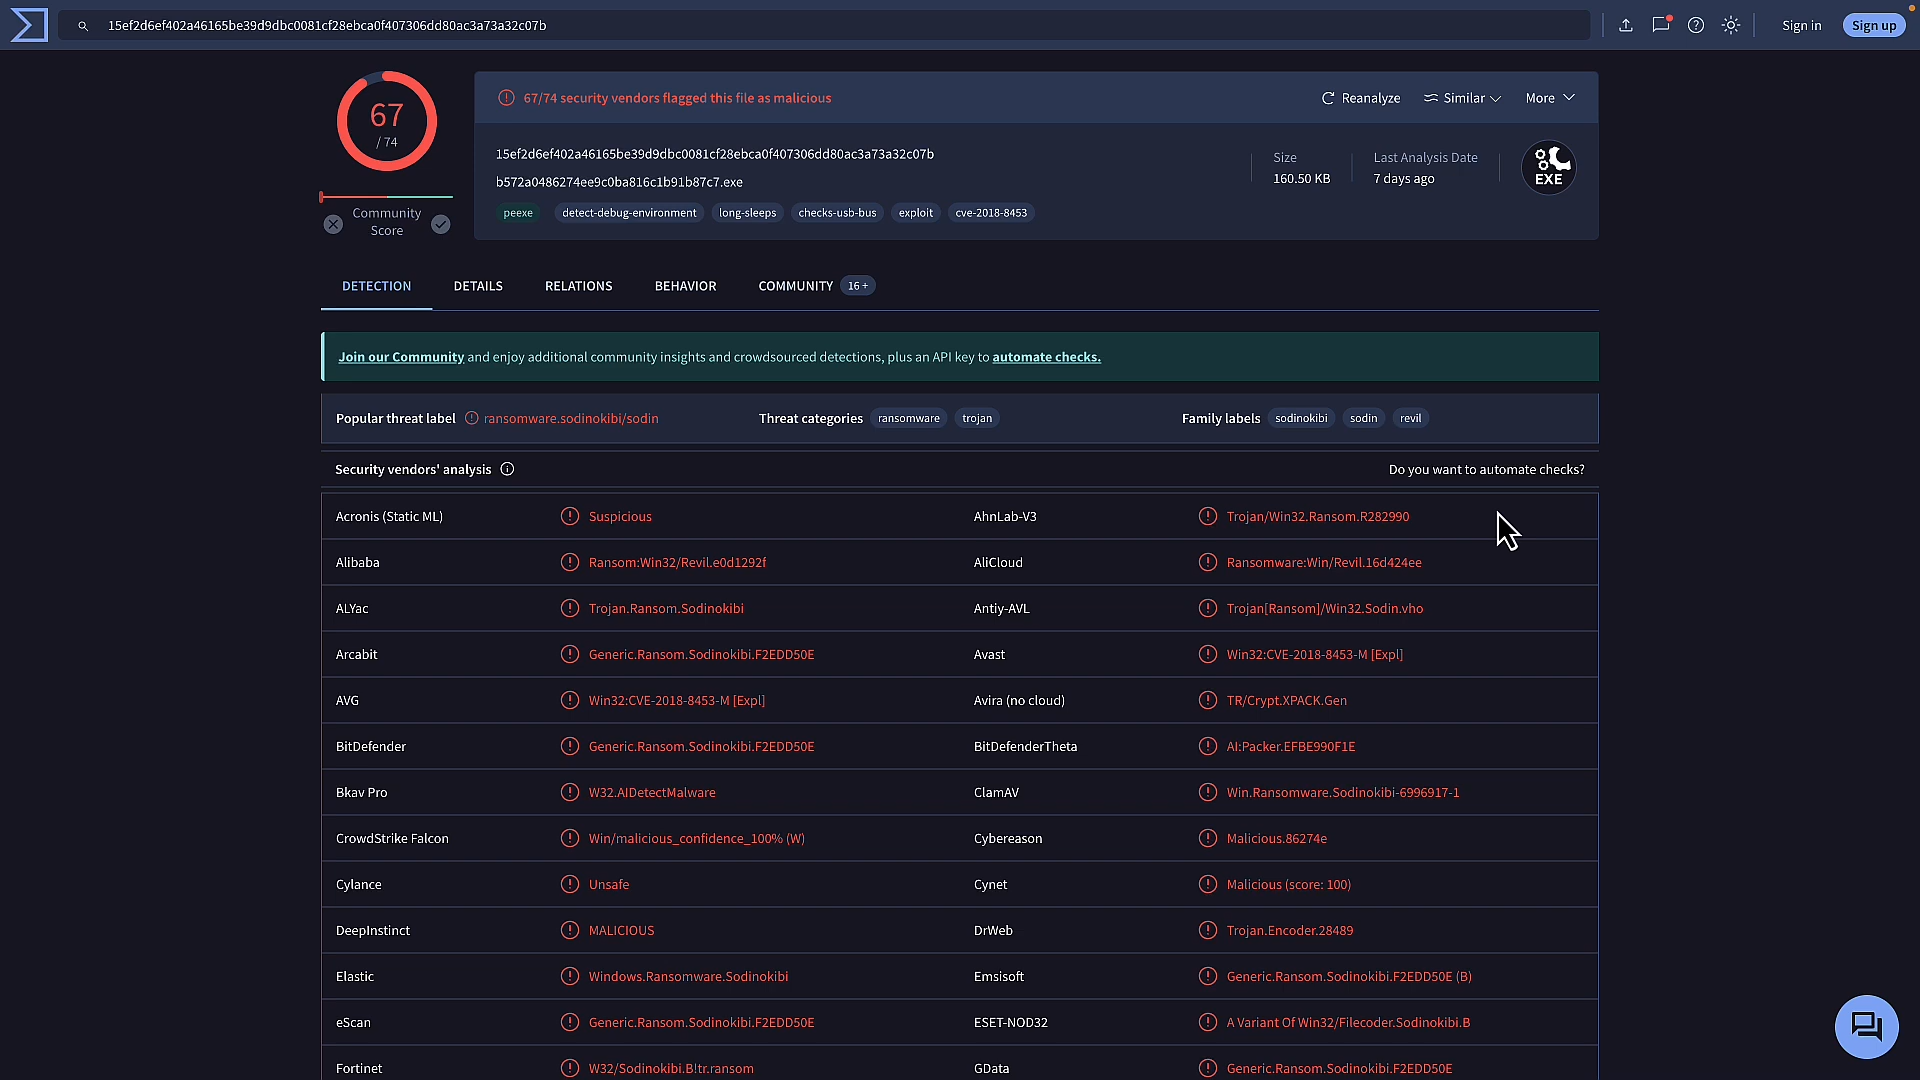 15ef2d6ef402a46165be39d9dbc0081cf28ebca0f407306dd80ac3a73a32c07b
Sign in
Sign up
67
/ 74
Community
Score
67/74 security vendors flagged this file as malicious
Reanalyze
Similar
More
15ef2d6ef402a46165be39d9dbc0081cf28ebca0f407306dd80ac3a73a32c07b
b572a0486274ee9c0ba816c1b91b87c7.exe
peexe detect-debug-environment long-sleeps checks-usb-bus exploit cve-2018-8453
Size
160.50 KB
Last Analysis Date
7 days ago
EXE
DETECTION DETAILS RELATIONS BEHAVIOR COMMUNITY 16 +
Join our Community and enjoy additional community insights and crowdsourced detections, plus an API key to automate checks.
Popular threat label ransomware.sodinokibi/sodin Threat categories ransomware trojan Family labels sodinokibi sodin revil
Security vendors' analysis Do you want to automate checks?
Acronis (Static ML) Suspicious AhnLab-V3 Trojan/Win32.Ransom.R282990
Alibaba Ransom:Win32/Revil.e0d1292f AliCloud Ransomware:Win/Revil.16d424ee
ALYac Trojan.Ransom.Sodinokibi Antiy-AVL Trojan[Ransom]/Win32.Sodin.vho
Arcabit Generic.Ransom.Sodinokibi.F2EDD50E Avast Win32:CVE-2018-8453-M [Expl]
AVG Win32:CVE-2018-8453-M [Expl] Avira (no cloud) TR/Crypt.XPACK.Gen
BitDefender Generic.Ransom.Sodinokibi.F2EDD50E BitDefenderTheta AI:Packer.EFBE990F1E
Bkav Pro W32.AIDetectMalware ClamAV Win.Ransomware.Sodinokibi-6996917-1
CrowdStrike Falcon Win/malicious_confidence_100% (W) Cybereason Malicious.86274e
Cylance Unsafe Cynet Malicious (score: 100)
DeepInstinct MALICIOUS DrWeb Trojan.Encoder.28489
Elastic Windows.Ransomware.Sodinokibi Emsisoft Generic.Ransom.Sodinokibi.F2EDD50E (B)
eScan Generic.Ransom.Sodinokibi.F2EDD50E ESET-NOD32 A Variant Of Win32/Filecoder.Sodinokibi.B
Fortinet W32/Sodinokibi.B!tr.ransom GData Generic.Ransom.Sodinokibi.F2EDD50E